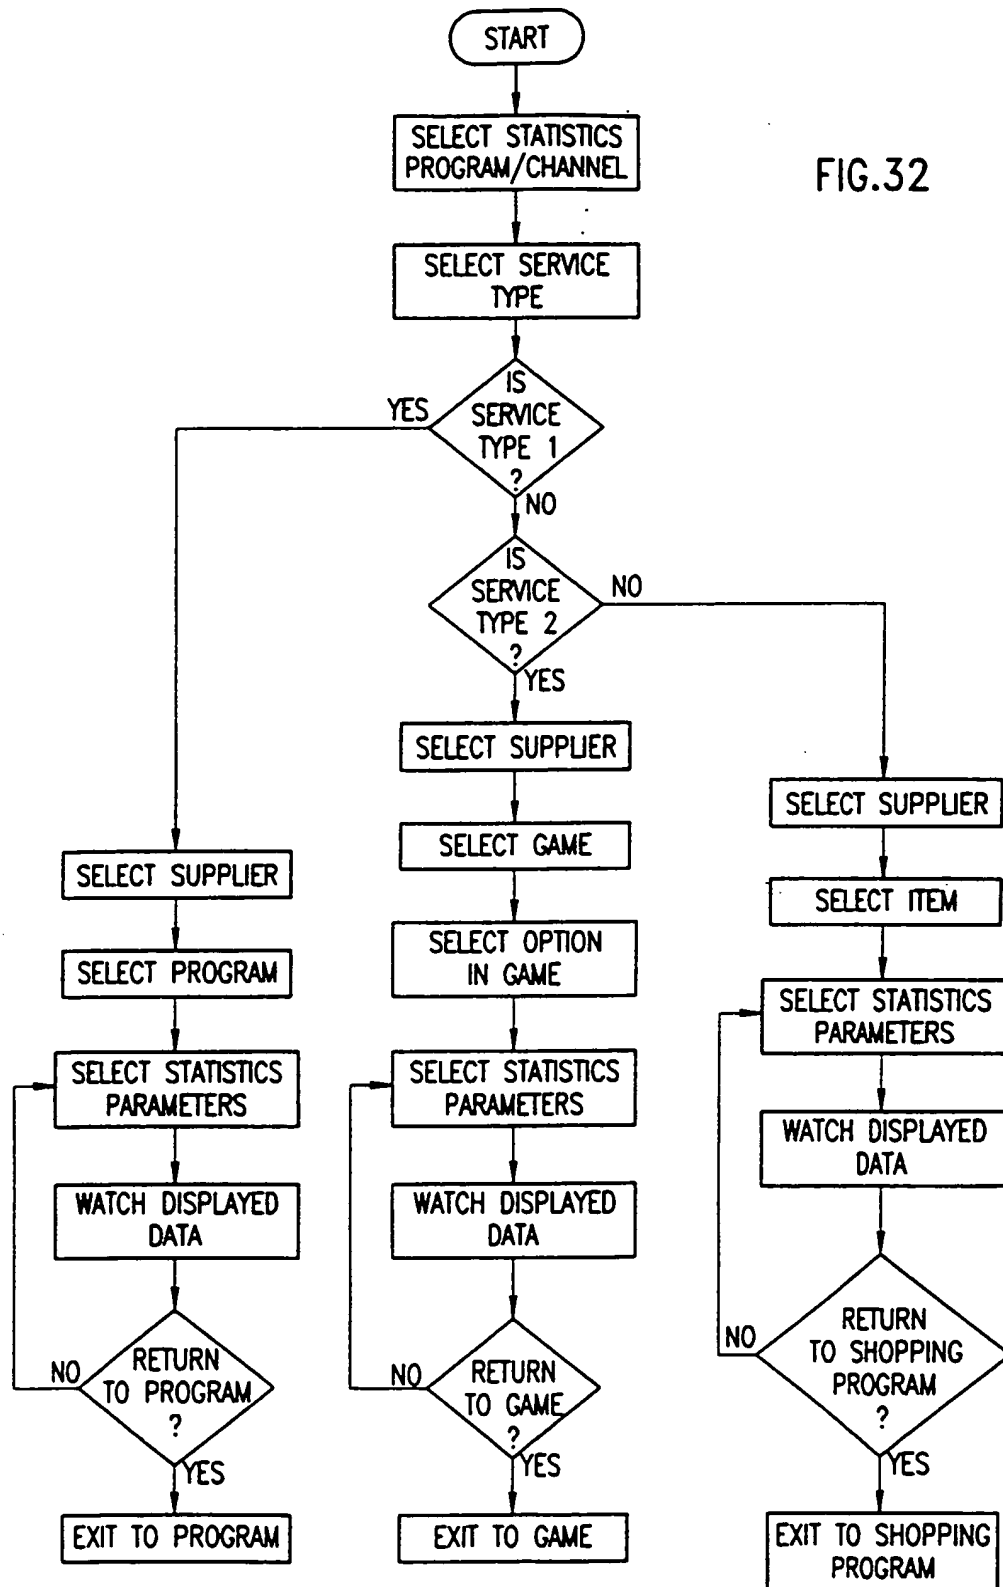 START
SELECT STATISTICS
PROGRAM/CHANNEL
FIG.32
SELECT SERVICE
TYPE
IS
SERVICE
TYPE 1
?
YES
NO
IS
SERVICE
TYPE 2
?
NO
YES
SELECT SUPPLIER
SELECT GAME
SELECT OPTION
IN GAME
SELECT STATISTICS
PARAMETERS
WATCH DISPLAYED
DATA
RETURN
TO GAME
?
NO
YES
EXIT TO GAME
SELECT SUPPLIER
SELECT PROGRAM
SELECT STATISTICS
PARAMETERS
WATCH DISPLAYED
DATA
RETURN
TO PROGRAM
?
NO
YES
EXIT TO PROGRAM
SELECT SUPPLIER
SELECT ITEM
SELECT STATISTICS
PARAMETERS
WATCH DISPLAYED
DATA
RETURN
TO SHOPPING
PROGRAM
?
NO
YES
EXIT TO SHOPPING
PROGRAM